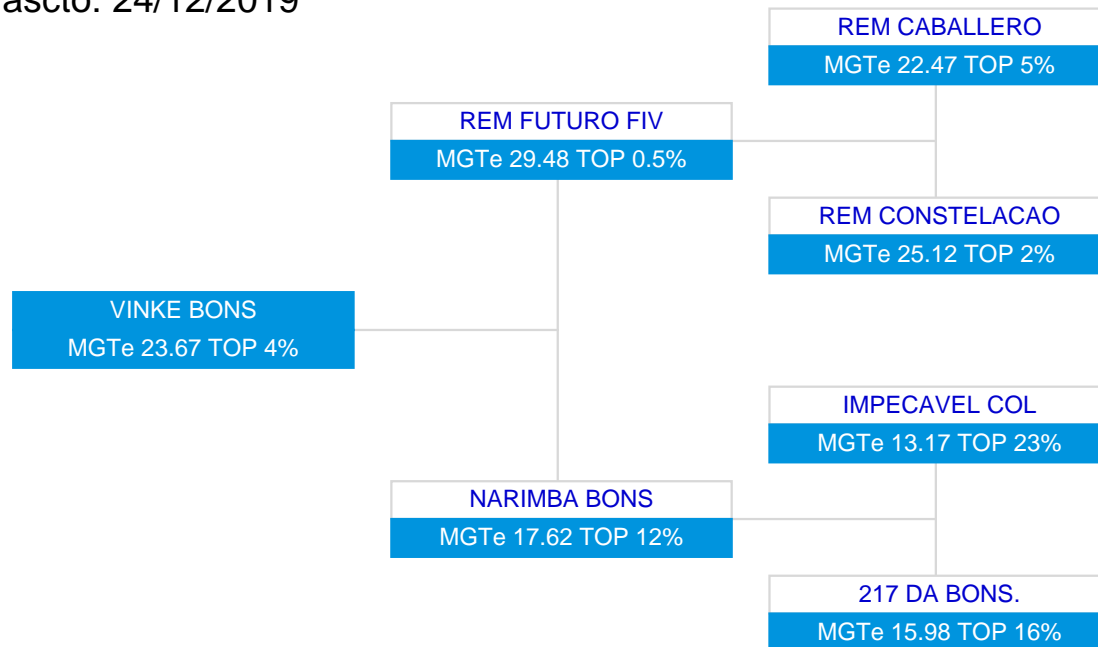 ascto: 24/12/2019
REM CABALLERO
MGTe 22.47 TOP 5%
REM FUTURO FIV
MGTe 29.48 TOP 0.5%
REM CONSTELACAO
MGTe 25.12 TOP 2%
VINKE BONS
MGTe 23.67 TOP 4%
IMPECAVEL COL
MGTe 13.17 TOP 23%
NARIMBA BONS
MGTe 17.62 TOP 12%
217 DA BONS.
MGTe 15.98 TOP 16%